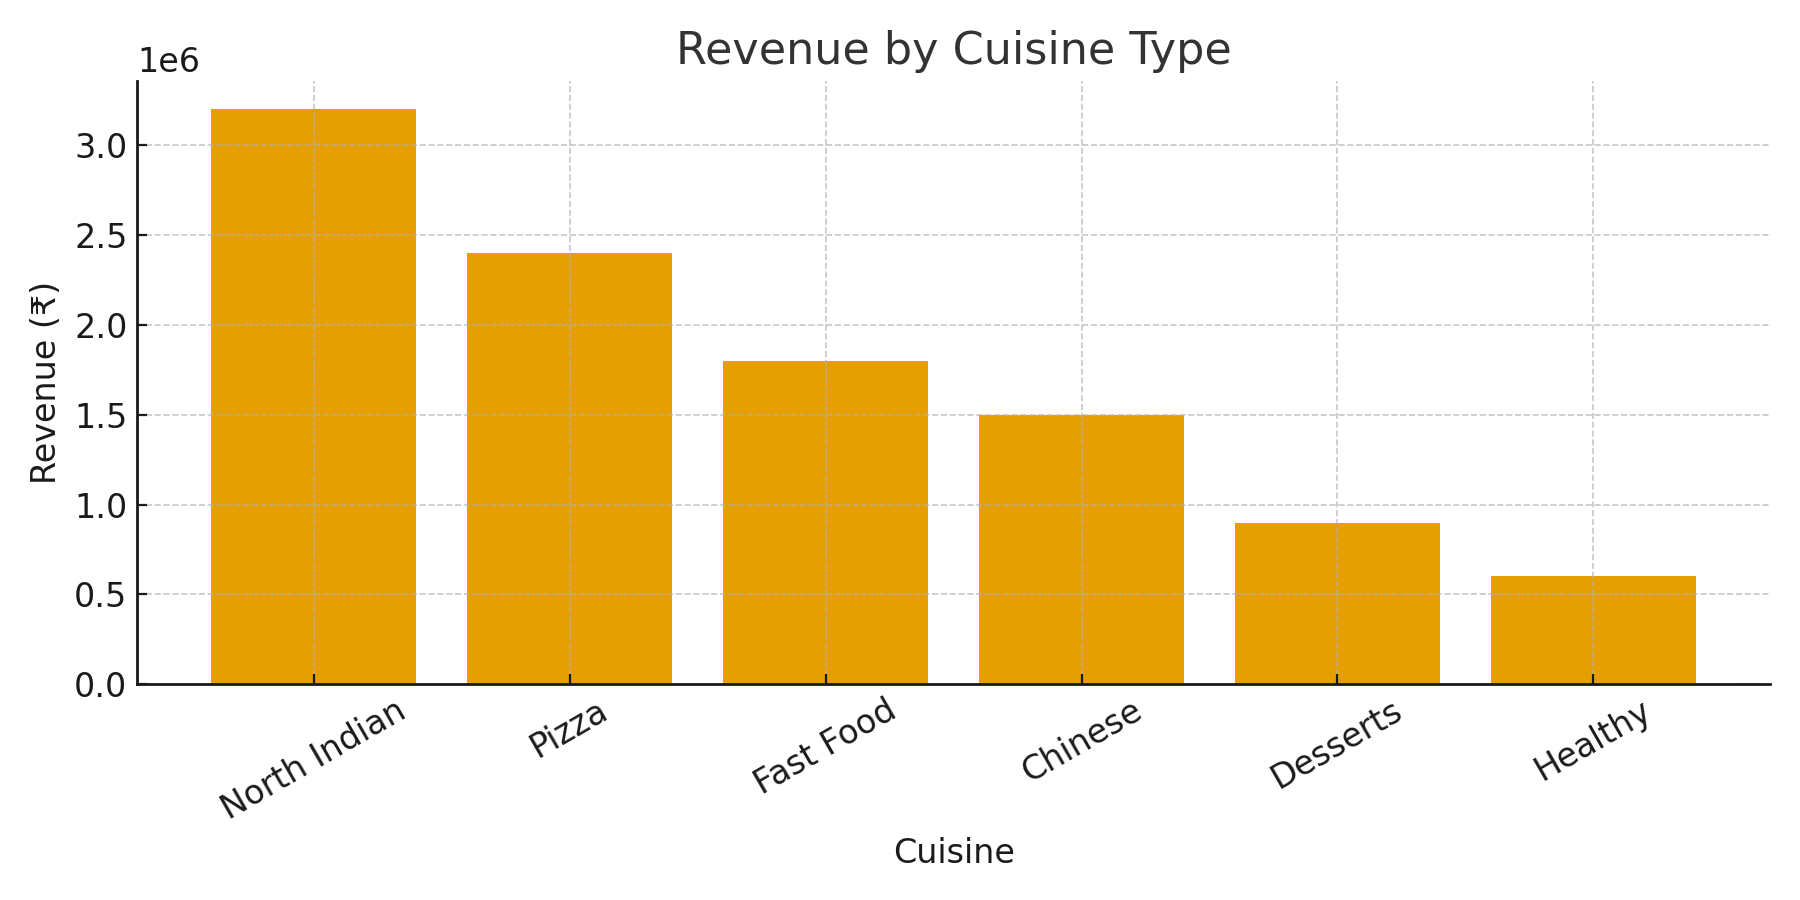 Revenue by Cuisine Type
1e6
3.0
2.5
2.0
1.5
1.0
0.5
0.0
Revenue (₹)
North Indian
Pizza
Fast Food
Chinese
Desserts
Healthy
Cuisine